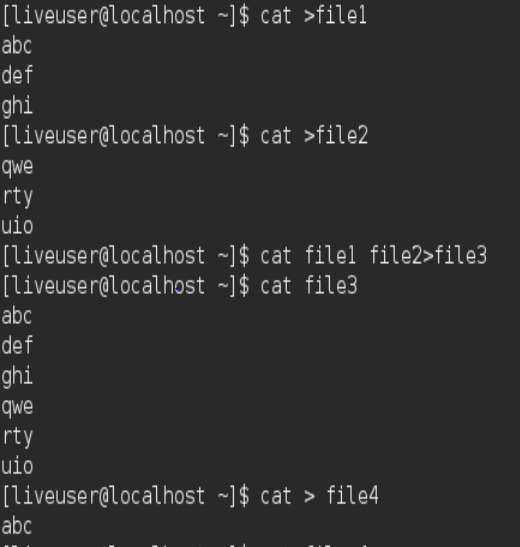 [liveuser@localhost ~]$ cat >file1
abc
def
ghi
[liveuser@localhost ~]$ cat >file2
qwe
rty
uio
[liveuser@localhost ~]$ cat file1 file2>file3
[liveuser@localhost ~]$ cat file3
abc
def
ghi
qwe
rty
uio
[liveuser@localhost ~]$ cat > file4
abc